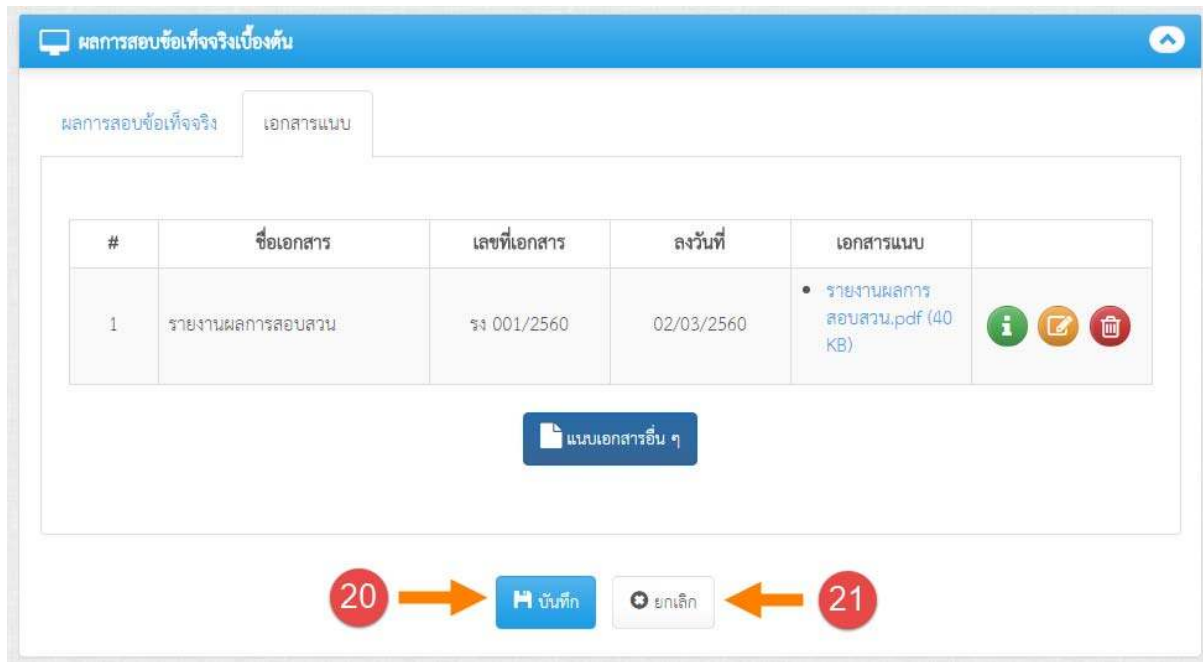 ผลการสอบข้อเท็จจริงเบื้องต้น
ผลการสอบข้อเท็จจริง เอกสารแนบ
# ชื่อเอกสาร เลขที่เอกสาร ลงวันที่ เอกสารแนบ
1 รายงานผลการสอบสวน รง 001/2560 02/03/2560 รายงานผลการ
สอบสวน.pdf (40
KB)
แนบเอกสารอื่น ๆ
20 บันทึก ยกเลิก 21